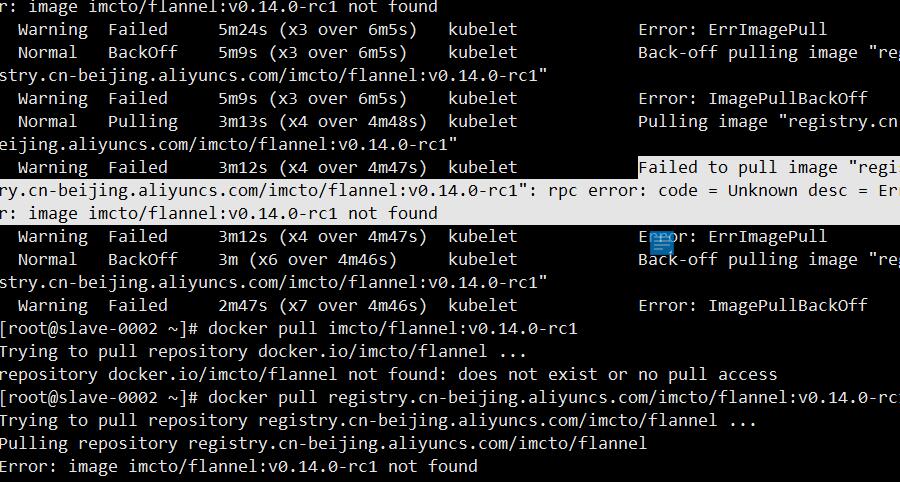 r: image imcto/flannel:v0.14.0-rc1 not found
Warning  Failed     5m24s (x3 over 6m5s)   kubelet            Error: ErrImagePull
Normal   BackOff    5m9s (x3 over 6m5s)    kubelet            Back-off pulling image "reg
stry.cn-beijing.aliyuncs.com/imcto/flannel:v0.14.0-rc1"
Warning  Failed     5m9s (x3 over 6m5s)    kubelet            Error: ImagePullBackOff
Normal   Pulling    3m13s (x4 over 4m48s)  kubelet            Pulling image "registry.cn
eijing.aliyuncs.com/imcto/flannel:v0.14.0-rc1"
Warning  Failed     3m12s (x4 over 4m47s)  kubelet            Failed to pull image "regi
ry.cn-beijing.aliyuncs.com/imcto/flannel:v0.14.0-rc1": rpc error: code = Unknown desc = Er
r: image imcto/flannel:v0.14.0-rc1 not found
Warning  Failed     3m12s (x4 over 4m47s)  kubelet            Error: ErrImagePull
Normal   BackOff    3m (x6 over 4m46s)     kubelet            Back-off pulling image "reg
stry.cn-beijing.aliyuncs.com/imcto/flannel:v0.14.0-rc1"
Warning  Failed     2m47s (x7 over 4m46s)  kubelet            Error: ImagePullBackOff
[root@slave-0002 ~]# docker pull imcto/flannel:v0.14.0-rc1
Trying to pull repository docker.io/imcto/flannel ...
repository docker.io/imcto/flannel not found: does not exist or no pull access
[root@slave-0002 ~]# docker pull registry.cn-beijing.aliyuncs.com/imcto/flannel:v0.14.0-rc
Trying to pull repository registry.cn-beijing.aliyuncs.com/imcto/flannel ...
Pulling repository registry.cn-beijing.aliyuncs.com/imcto/flannel
Error: image imcto/flannel:v0.14.0-rc1 not found